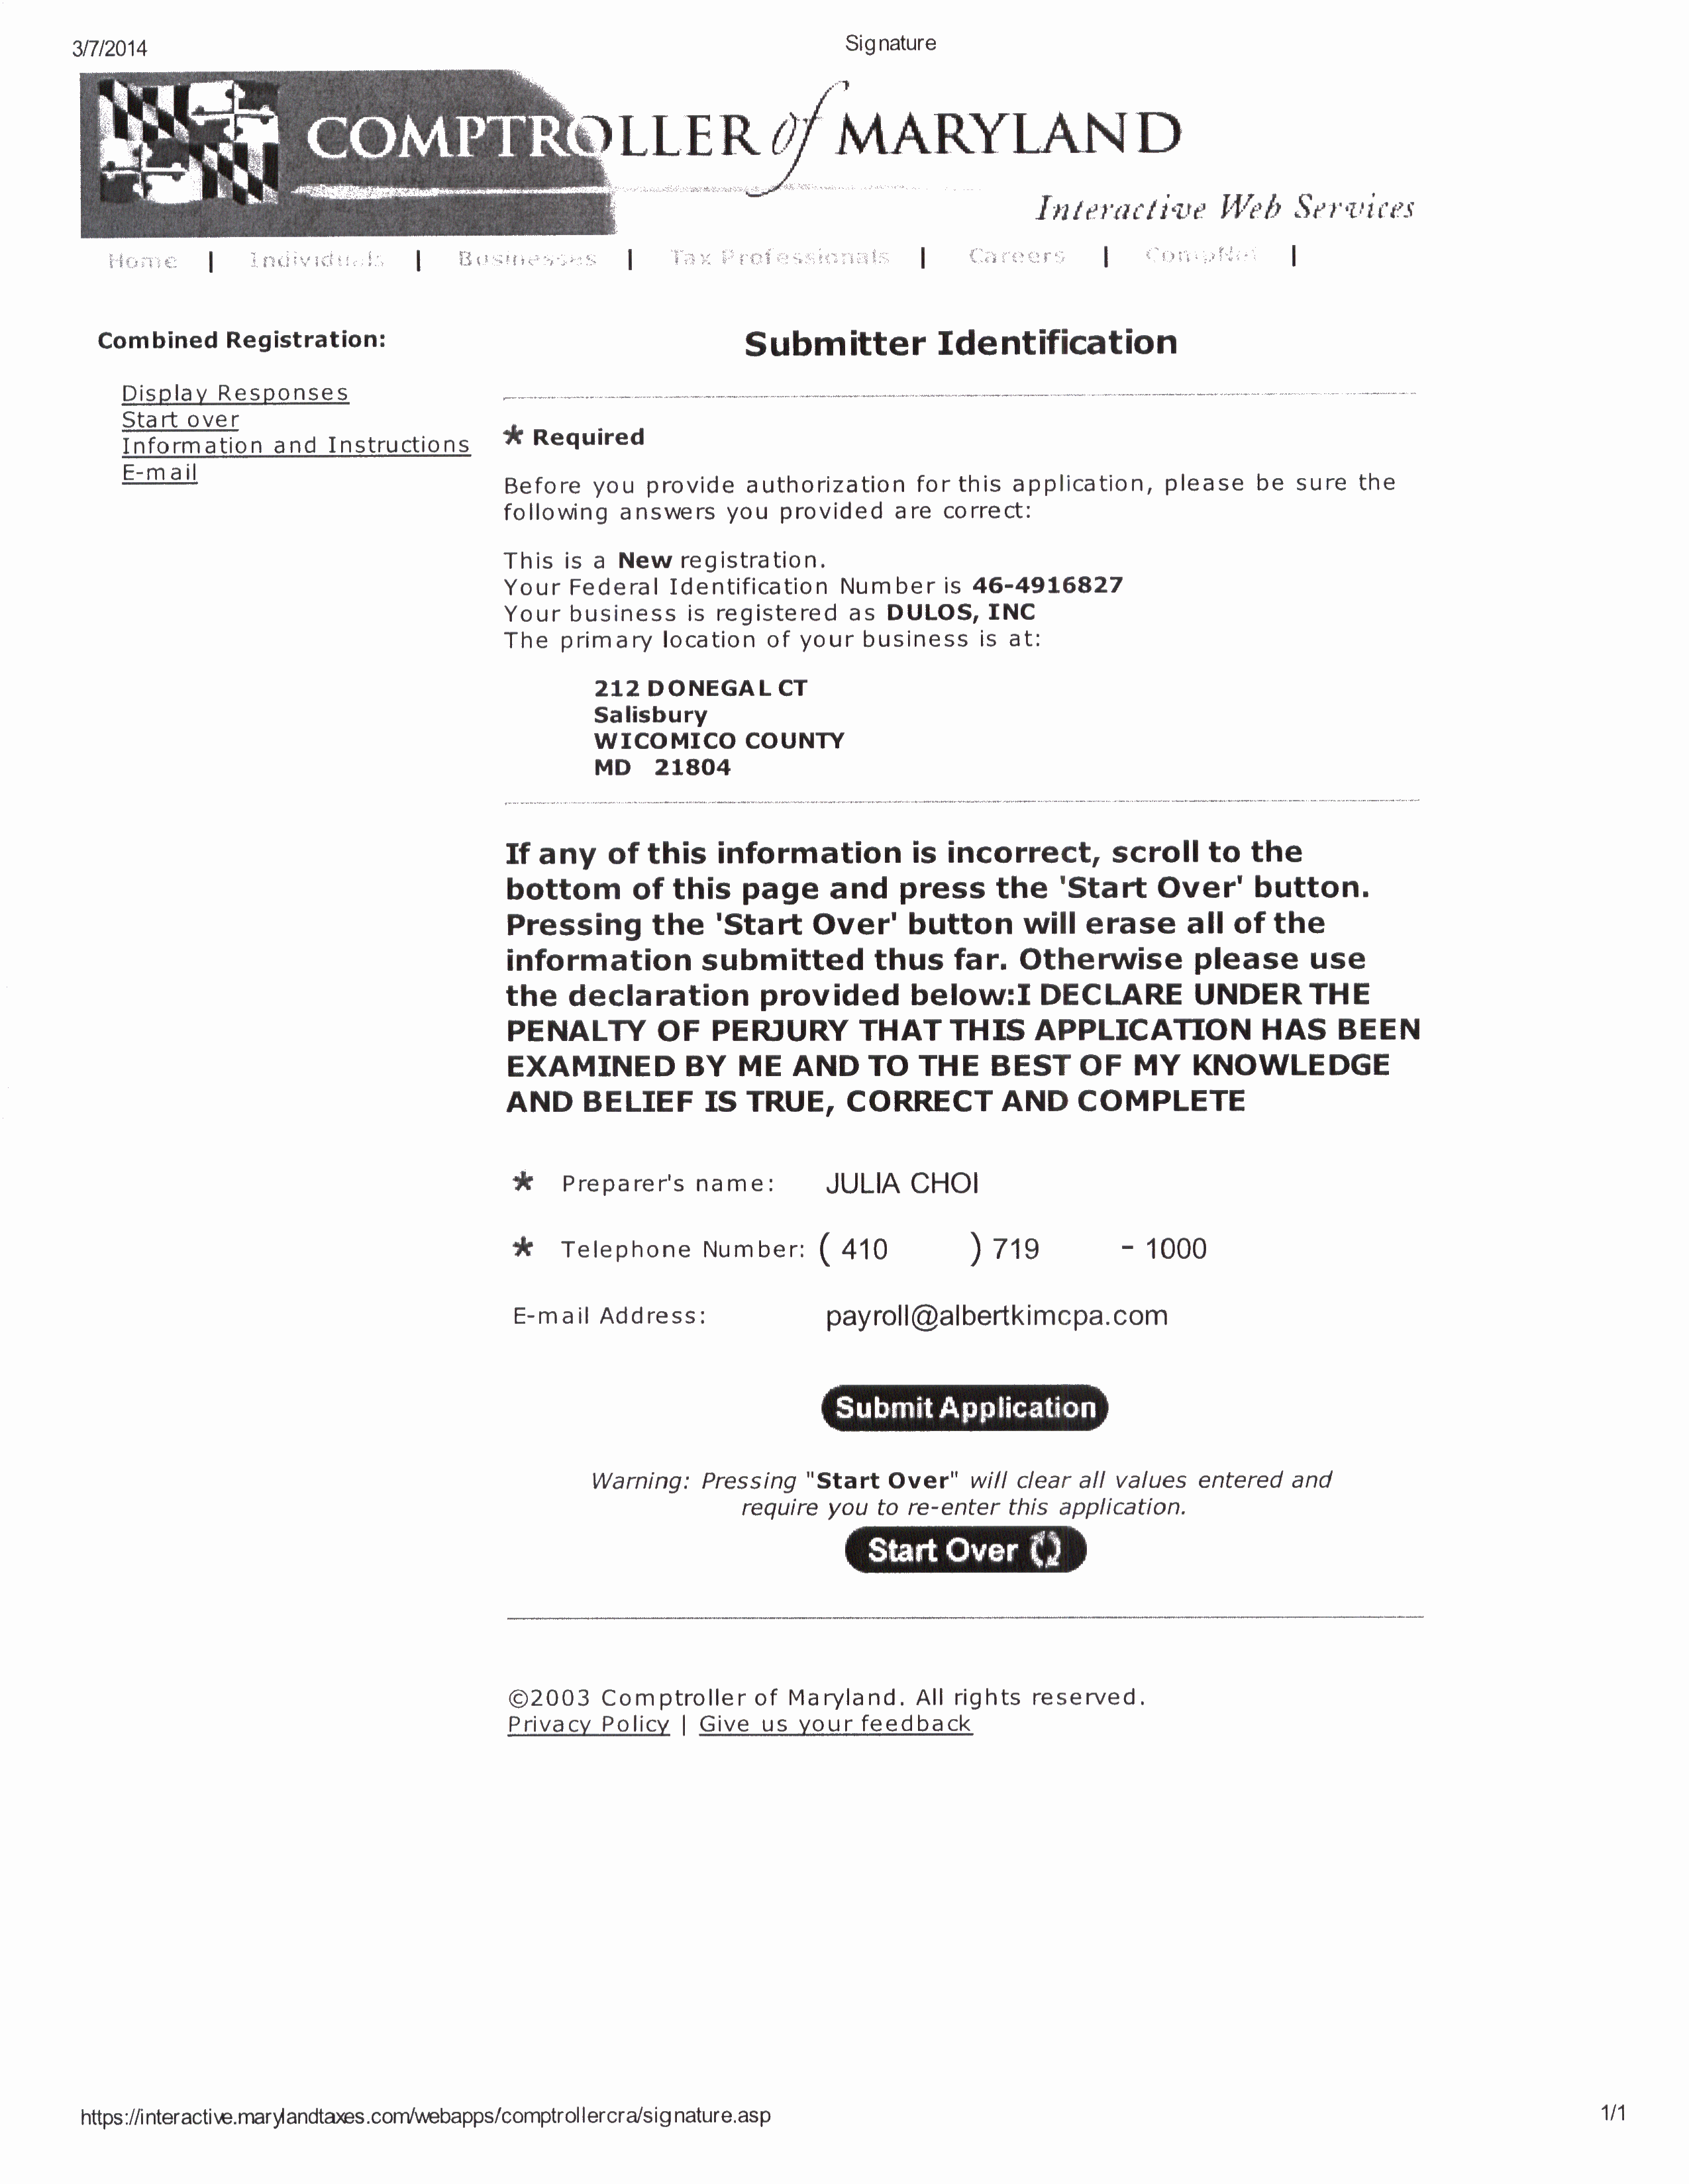 3/7/2014
Signature
COMPTROLLER of MARYLAND
Interactive Web Services
Home | Individuals | Businesses | Tax Professionals | Careers | CompNet |
Combined Registration:
Display Responses
Start over
Information and Instructions
E-mail
Submitter Identification
* Required
Before you provide authorization for this application, please be sure the
following answers you provided are correct:
This is a New registration.
Your Federal Identification Number is 46-4916827
Your business is registered as DULOS, INC
The primary location of your business is at:
212 DONEGAL CT
Salisbury
WICOMICO COUNTY
MD 21804
If any of this information is incorrect, scroll to the
bottom of this page and press the 'Start Over' button.
Pressing the 'Start Over' button will erase all of the
information submitted thus far. Otherwise please use
the declaration provided below:I DECLARE UNDER THE
PENALTY OF PERJURY THAT THIS APPLICATION HAS BEEN
EXAMINED BY ME AND TO THE BEST OF MY KNOWLEDGE
AND BELIEF IS TRUE, CORRECT AND COMPLETE
* Preparer's name: JULIA CHOI
* Telephone Number: ( 410 ) 719 - 1000
E-mail Address: payroll@albertkimcpa.com
Submit Application
Warning: Pressing "Start Over" will clear all values entered and
require you to re-enter this application.
Start Over
©2003 Comptroller of Maryland. All rights reserved.
Privacy Policy | Give us your feedback
https://interactive.marylandtaxes.com/webapps/comptrollercra/signature.asp
1/1